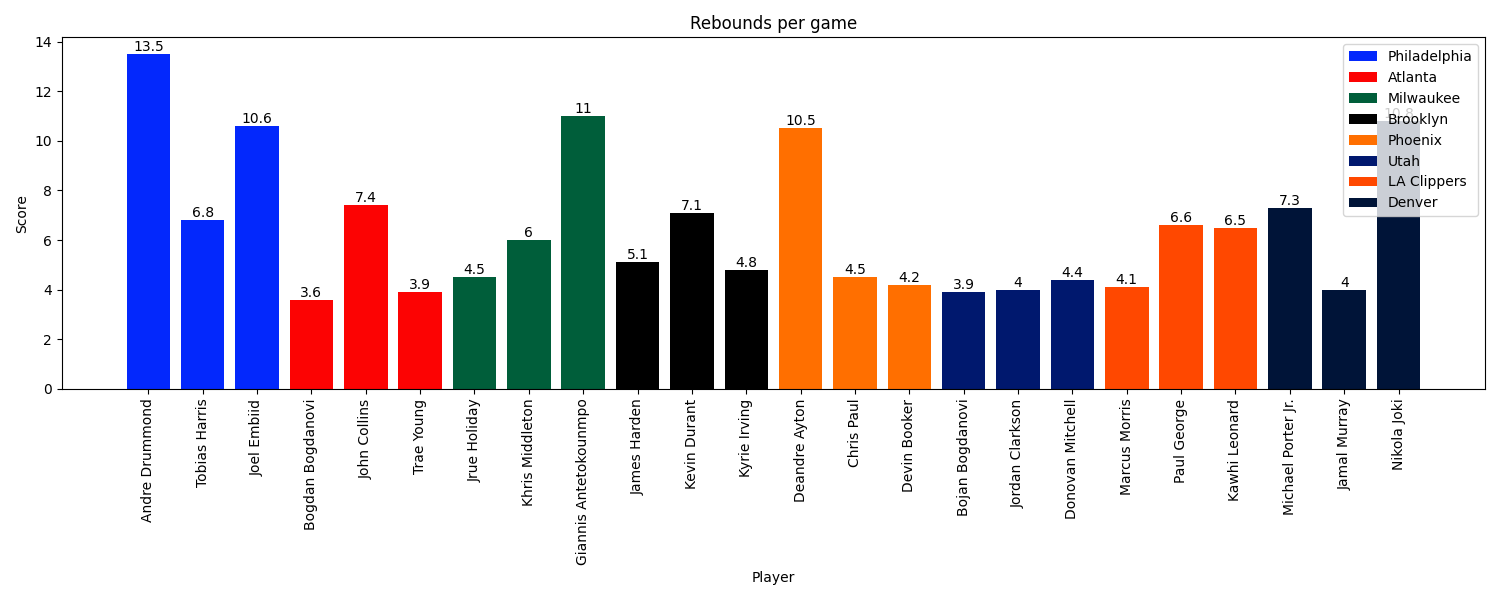 Rebounds per game
Score
14
12
10
8
6
4
2
0
13.5
6.8
10.6
3.6
7.4
3.9
4.5
6
11
5.1
7.1
4.8
10.5
4.5
4.2
3.9
4
4.4
4.1
6.6
6.5
7.3
4
10.8
Philadelphia
Atlanta
Milwaukee
Brooklyn
Phoenix
Utah
LA Clippers
Denver
Andre Drummond
Tobias Harris
Joel Embiid
Bogdan Bogdanovi
John Collins
Trae Young
Jrue Holiday
Khris Middleton
Giannis Antetokounmpo
James Harden
Kevin Durant
Kyrie Irving
Deandre Ayton
Chris Paul
Devin Booker
Bojan Bogdanovi
Jordan Clarkson
Donovan Mitchell
Marcus Morris
Paul George
Kawhi Leonard
Michael Porter Jr.
Jamal Murray
Nikola Joki
Player